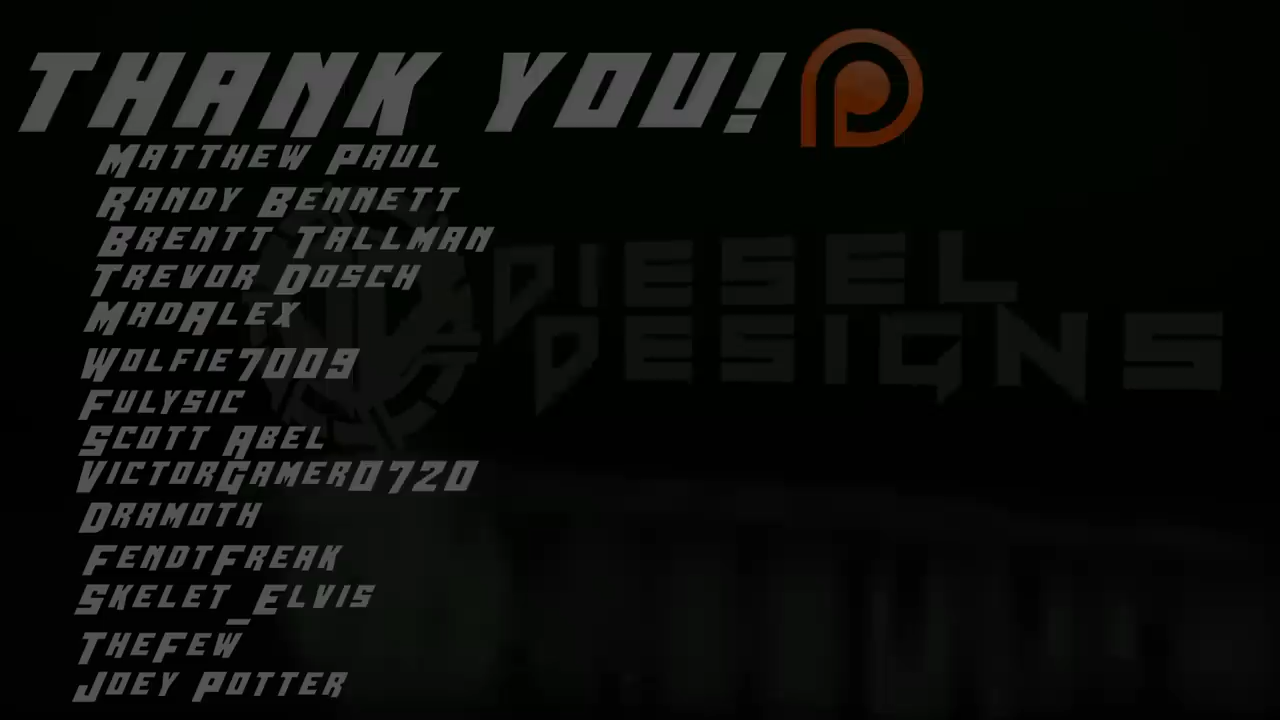 THANK YOU!
MATTHEW PAUL
RANDY BENNETT
BRENTT TALLMAN
TREVOR DOSCH
MADALEX
WOLFIE7009
FULYSIC
SCOTT ABEL
VICTORGAMER0720
DRAMOTH
FENDTFREAK
SKELET_ELVIS
THEFEW
JOEY POTTER
DIESEL
DESIGNS